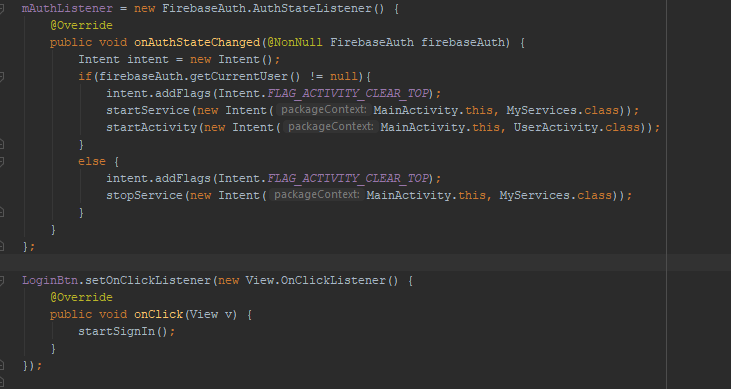 mAuthListener = new FirebaseAuth.AuthStateListener() {
    @Override
    public void onAuthStateChanged(@NonNull FirebaseAuth firebaseAuth) {
        Intent intent = new Intent();
        if(firebaseAuth.getCurrentUser() != null){
            intent.addFlags(Intent.FLAG_ACTIVITY_CLEAR_TOP);
            startService(new Intent( packageContext: MainActivity.this, MyServices.class));
            startActivity(new Intent( packageContext: MainActivity.this, UserActivity.class));
        }
        else {
            intent.addFlags(Intent.FLAG_ACTIVITY_CLEAR_TOP);
            stopService(new Intent( packageContext: MainActivity.this, MyServices.class));
        }
    }
};
LoginBtn.setOnClickListener(new View.OnClickListener() {
    @Override
    public void onClick(View v) {
        startSignIn();
    }
});